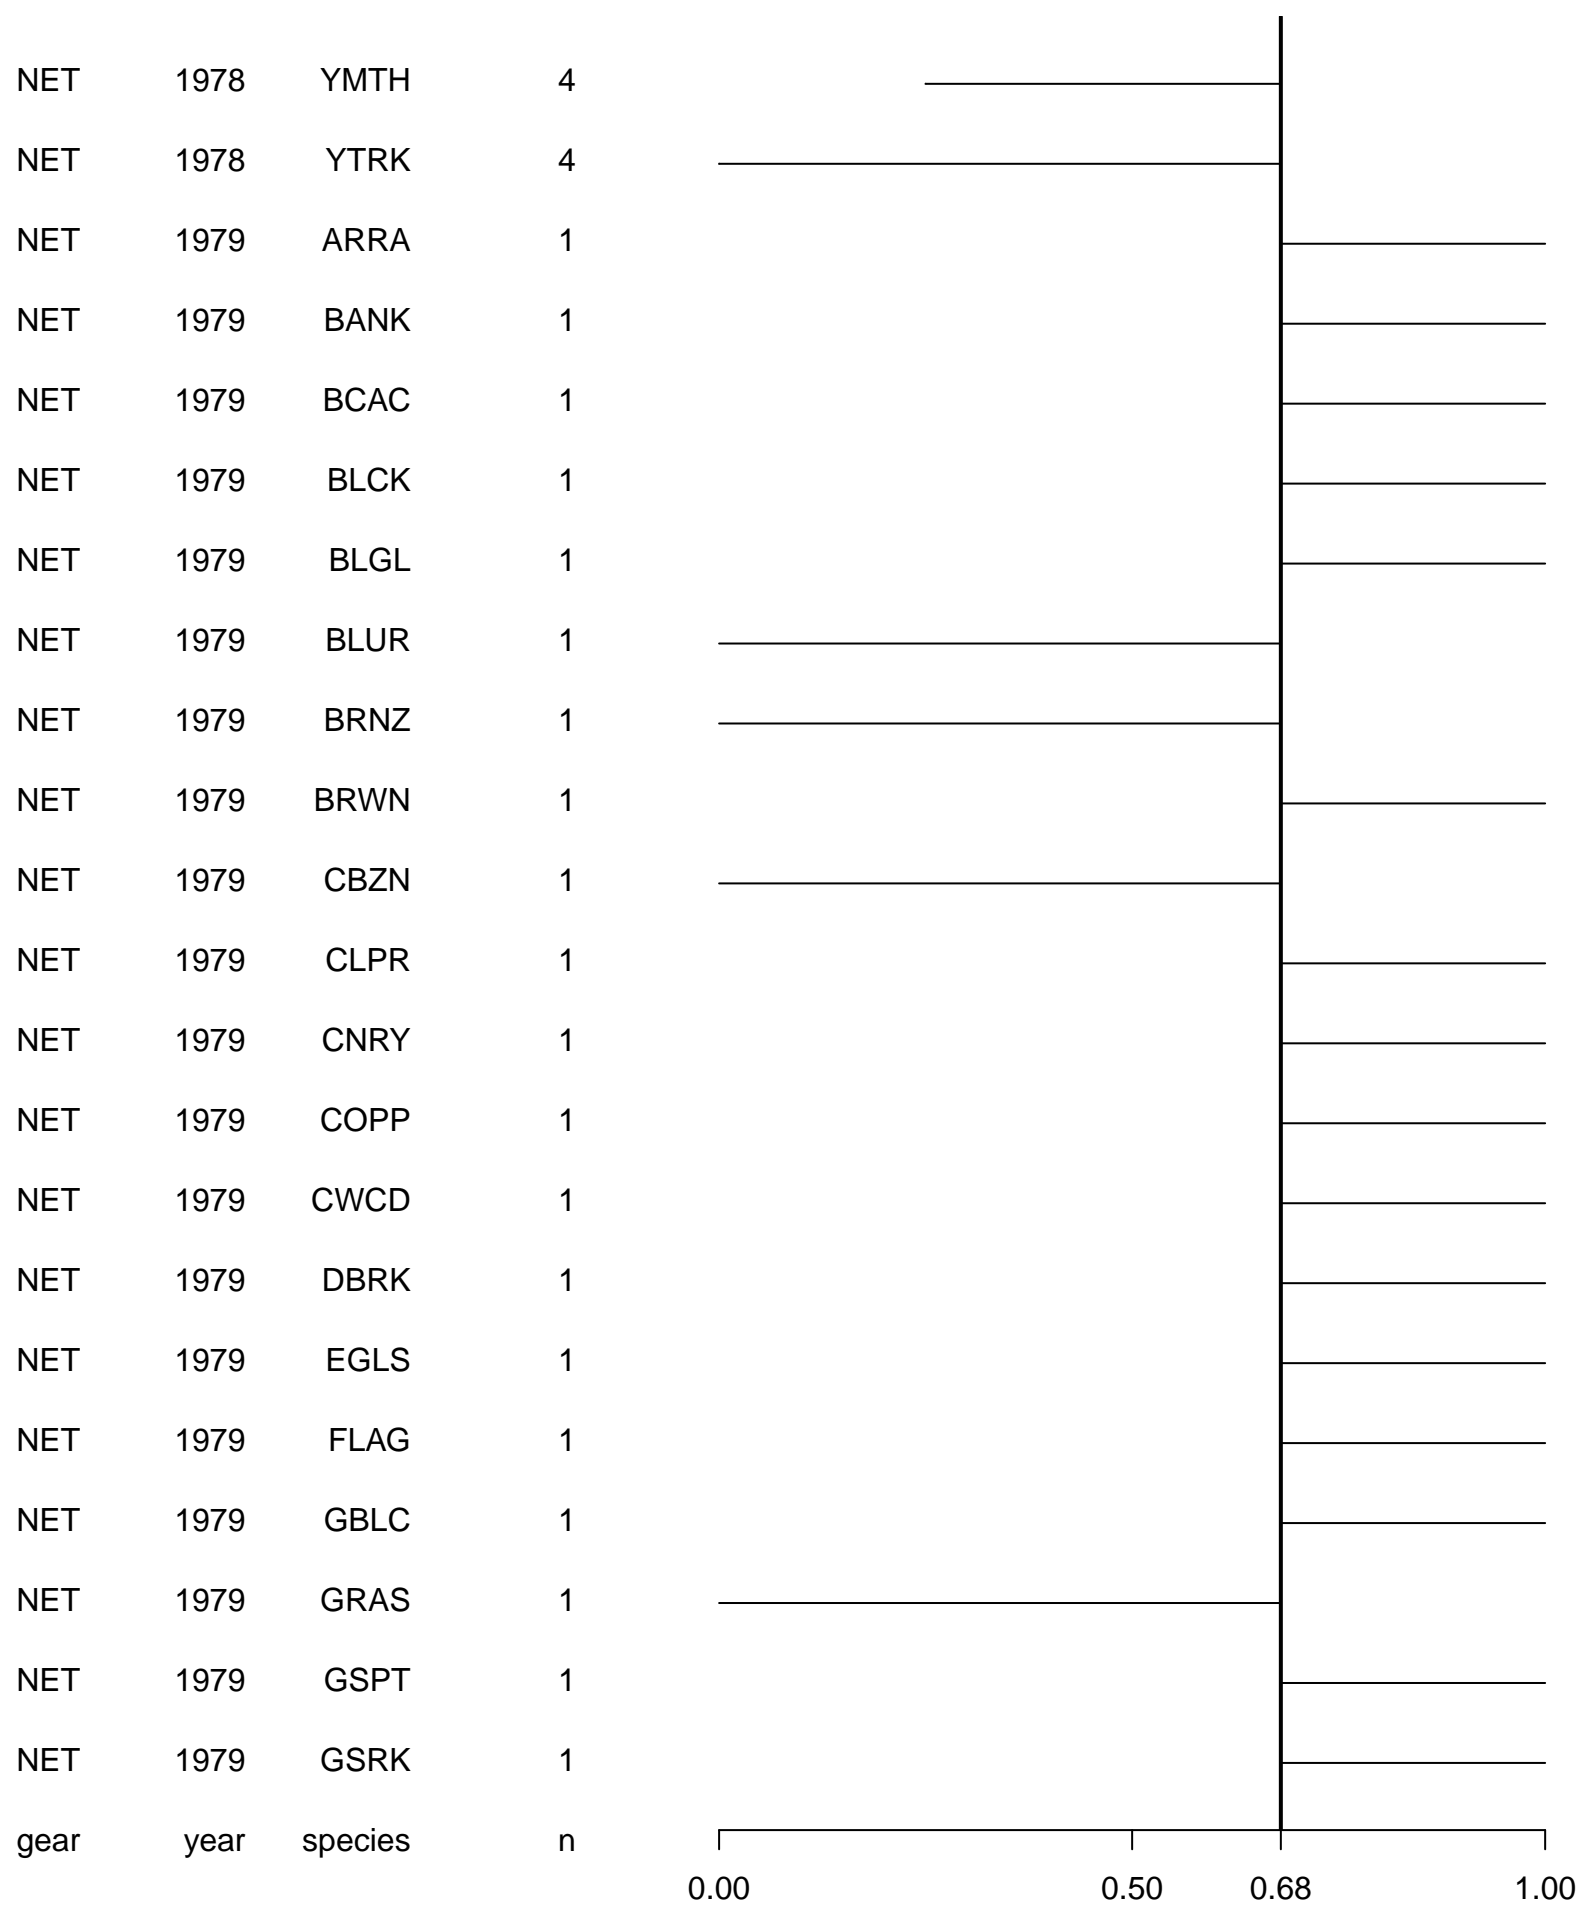 NET 1978 YMTH 4
NET 1978 YTRK 4
NET 1979 ARRA 1
NET 1979 BANK 1
NET 1979 BCAC 1
NET 1979 BLCK 1
NET 1979 BLGL 1
NET 1979 BLUR 1
NET 1979 BRNZ 1
NET 1979 BRWN 1
NET 1979 CBZN 1
NET 1979 CLPR 1
NET 1979 CNRY 1
NET 1979 COPP 1
NET 1979 CWCD 1
NET 1979 DBRK 1
NET 1979 EGLS 1
NET 1979 FLAG 1
NET 1979 GBLC 1
NET 1979 GRAS 1
NET 1979 GSPT 1
NET 1979 GSRK 1
gear year species n
0.00 0.50 0.68 1.00